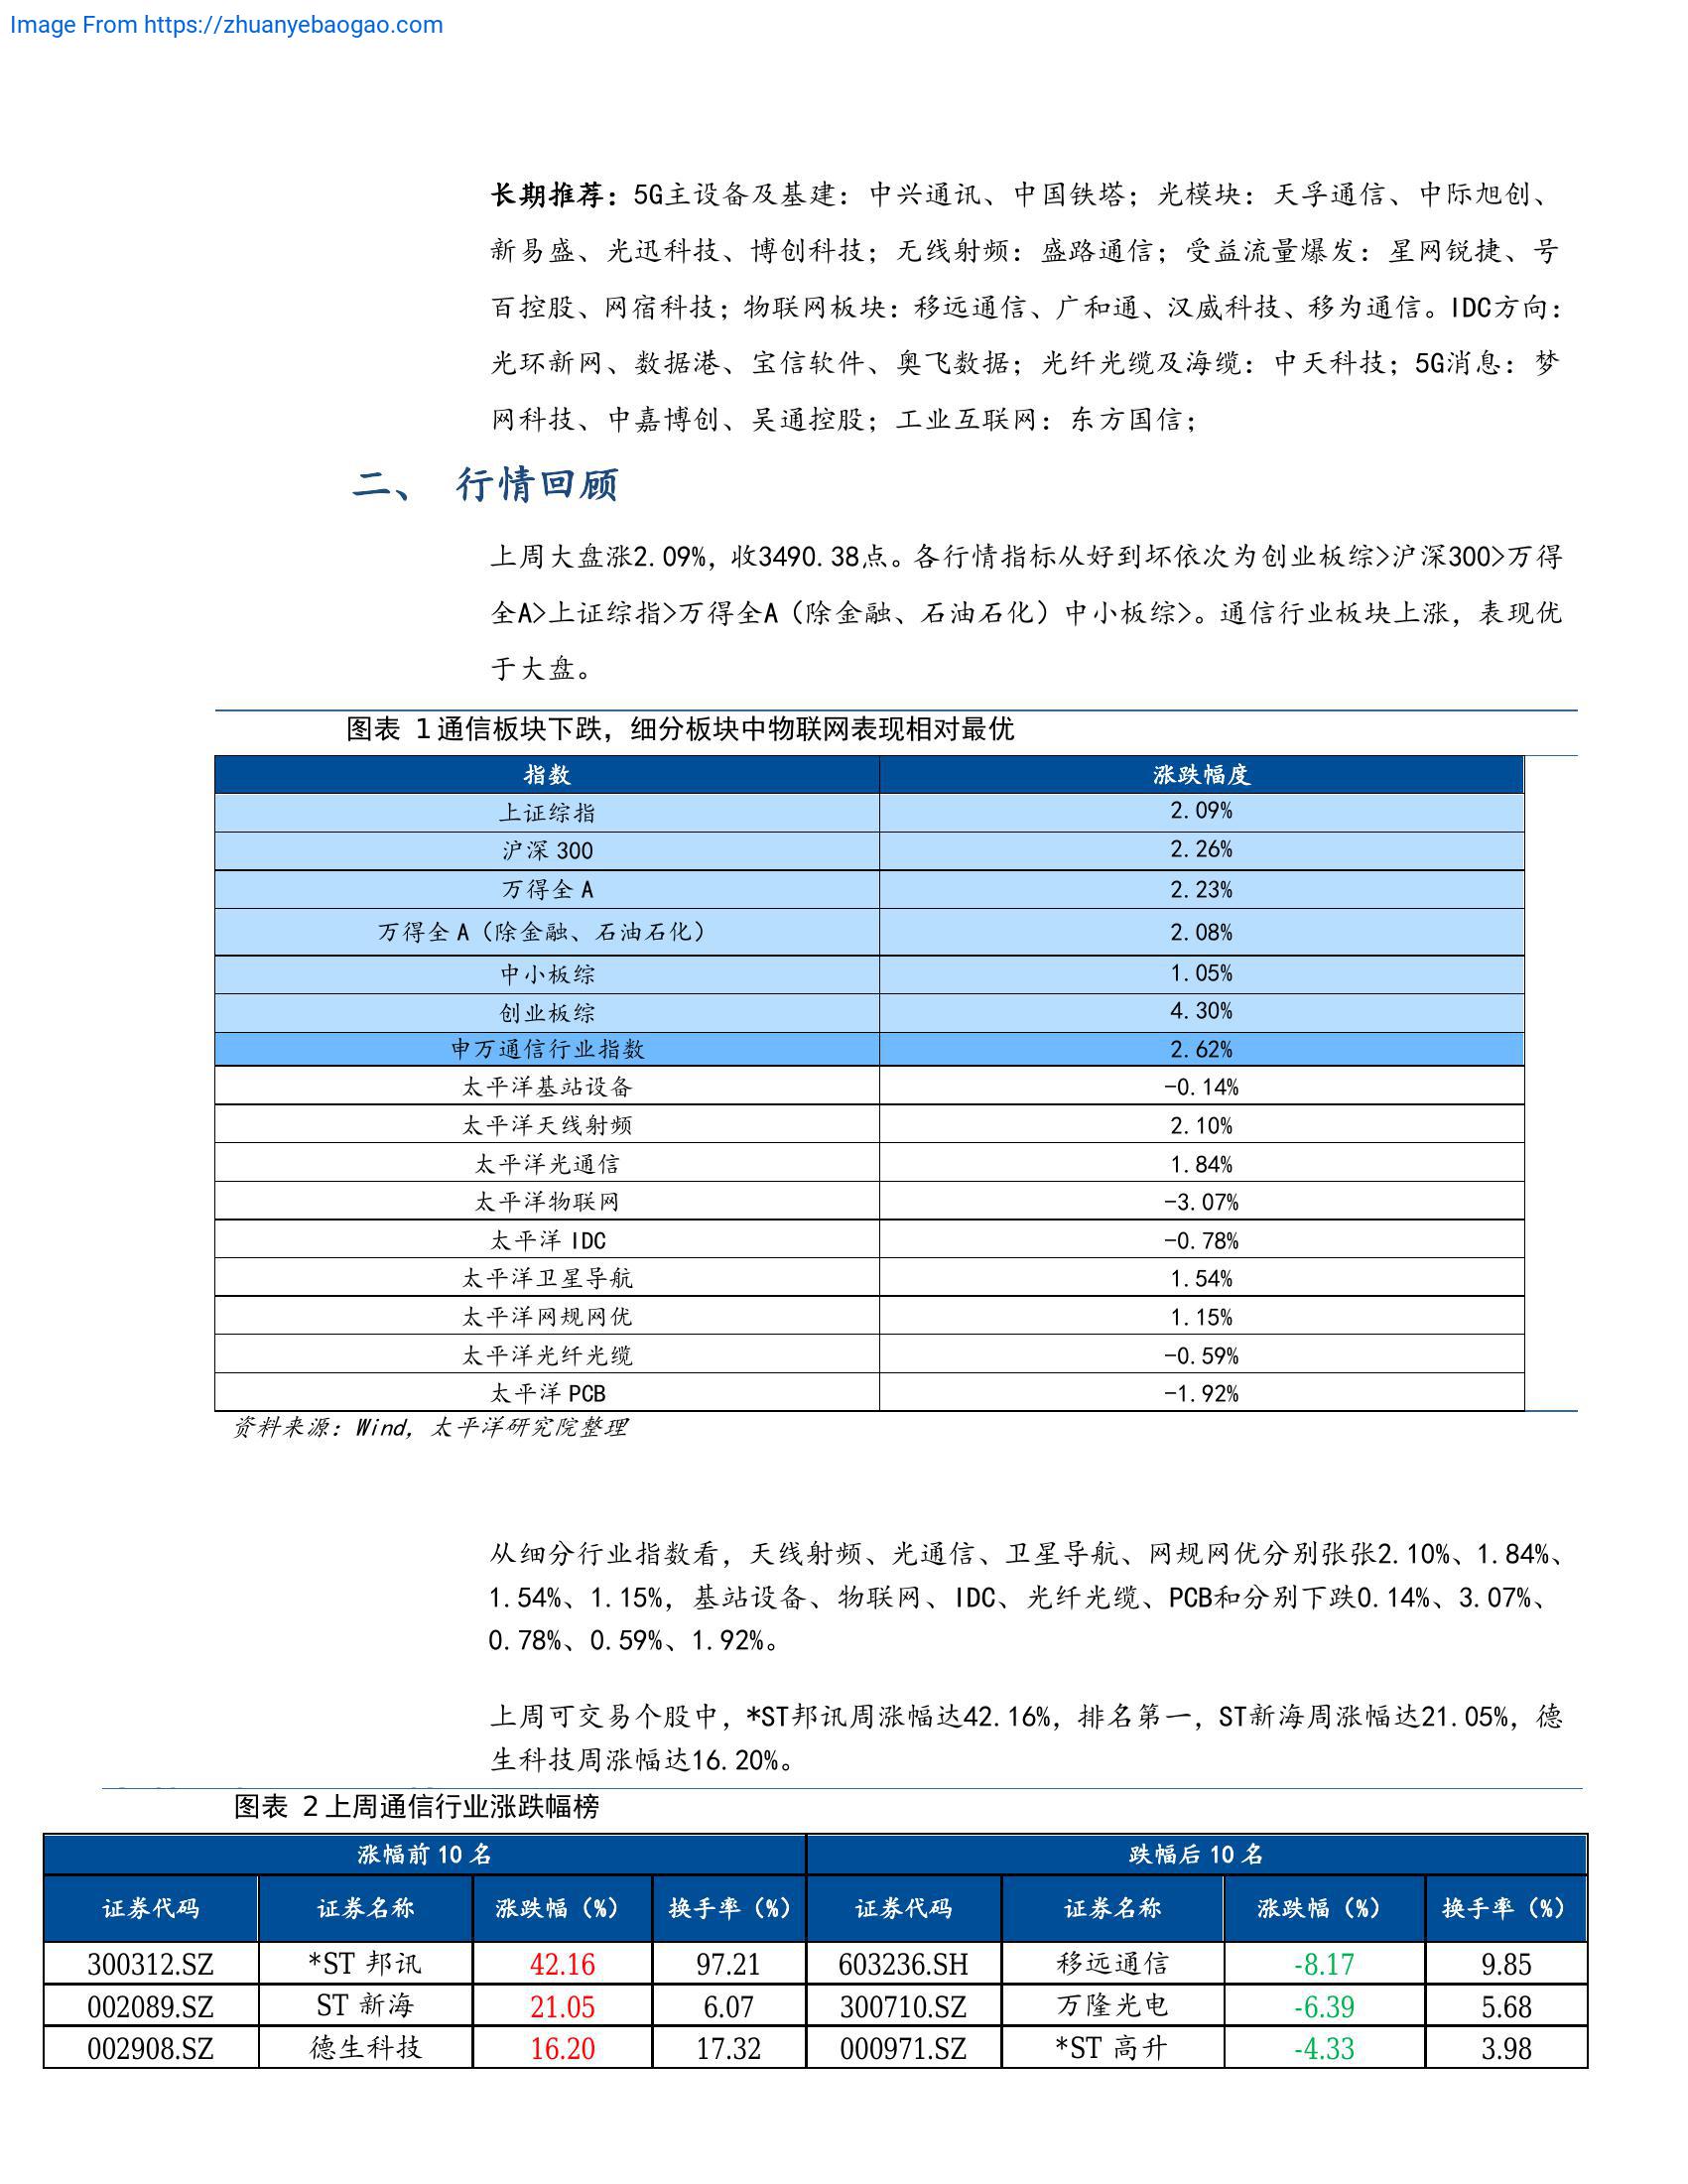 Image From https://zhuanyebaogao.com
长期推荐：5G主设备及基建：中兴通讯、中国铁塔；光模块：天孚通信、中际旭创、
新易盛、光迅科技、博创科技；无线射频：盛路通信；受益流量爆发：星网锐捷、号
百控股、网宿科技；物联网板块：移远通信、广和通、汉威科技、移为通信。IDC方向：
光环新网、数据港、宝信软件、奥飞数据；光纤光缆及海缆：中天科技；5G消息：梦
网科技、中嘉博创、吴通控股；工业互联网：东方国信；
二、 行情回顾
上周大盘涨2.09%，收3490.38点。各行情指标从好到坏依次为创业板综>沪深300>万得
全A>上证综指>万得全A（除金融、石油石化）中小板综>。通信行业板块上涨，表现优
于大盘。
图表 1 通信板块下跌，细分板块中物联网表现相对最优
指数 涨跌幅度
上证综指 2.09%
沪深 300 2.26%
万得全 A 2.23%
万得全 A（除金融、石油石化） 2.08%
中小板综 1.05%
创业板综 4.30%
申万通信行业指数 2.62%
太平洋基站设备 -0.14%
太平洋天线射频 2.10%
太平洋光通信 1.84%
太平洋物联网 -3.07%
太平洋 IDC -0.78%
太平洋卫星导航 1.54%
太平洋网规网优 1.15%
太平洋光纤光缆 -0.59%
太平洋 PCB -1.92%
资料来源：Wind，太平洋研究院整理
从细分行业指数看，天线射频、光通信、卫星导航、网规网优分别张张2.10%、1.84%、
1.54%、1.15%，基站设备、物联网、IDC、光纤光缆、PCB和分别下跌0.14%、3.07%、
0.78%、0.59%、1.92%。
上周可交易个股中，*ST邦讯周涨幅达42.16%，排名第一，ST新海周涨幅达21.05%，德
生科技周涨幅达16.20%。
图表 2 上周通信行业涨跌幅榜
涨幅前 10 名 跌幅后 10 名
证券代码 证券名称 涨跌幅（%） 换手率（%） 证券代码 证券名称 涨跌幅（%） 换手率（%）
300312.SZ *ST 邦讯 42.16 97.21 603236.SH 移远通信 -8.17 9.85
002089.SZ ST 新海 21.05 6.07 300710.SZ 万隆光电 -6.39 5.68
002908.SZ 德生科技 16.20 17.32 000971.SZ *ST 高升 -4.33 3.98